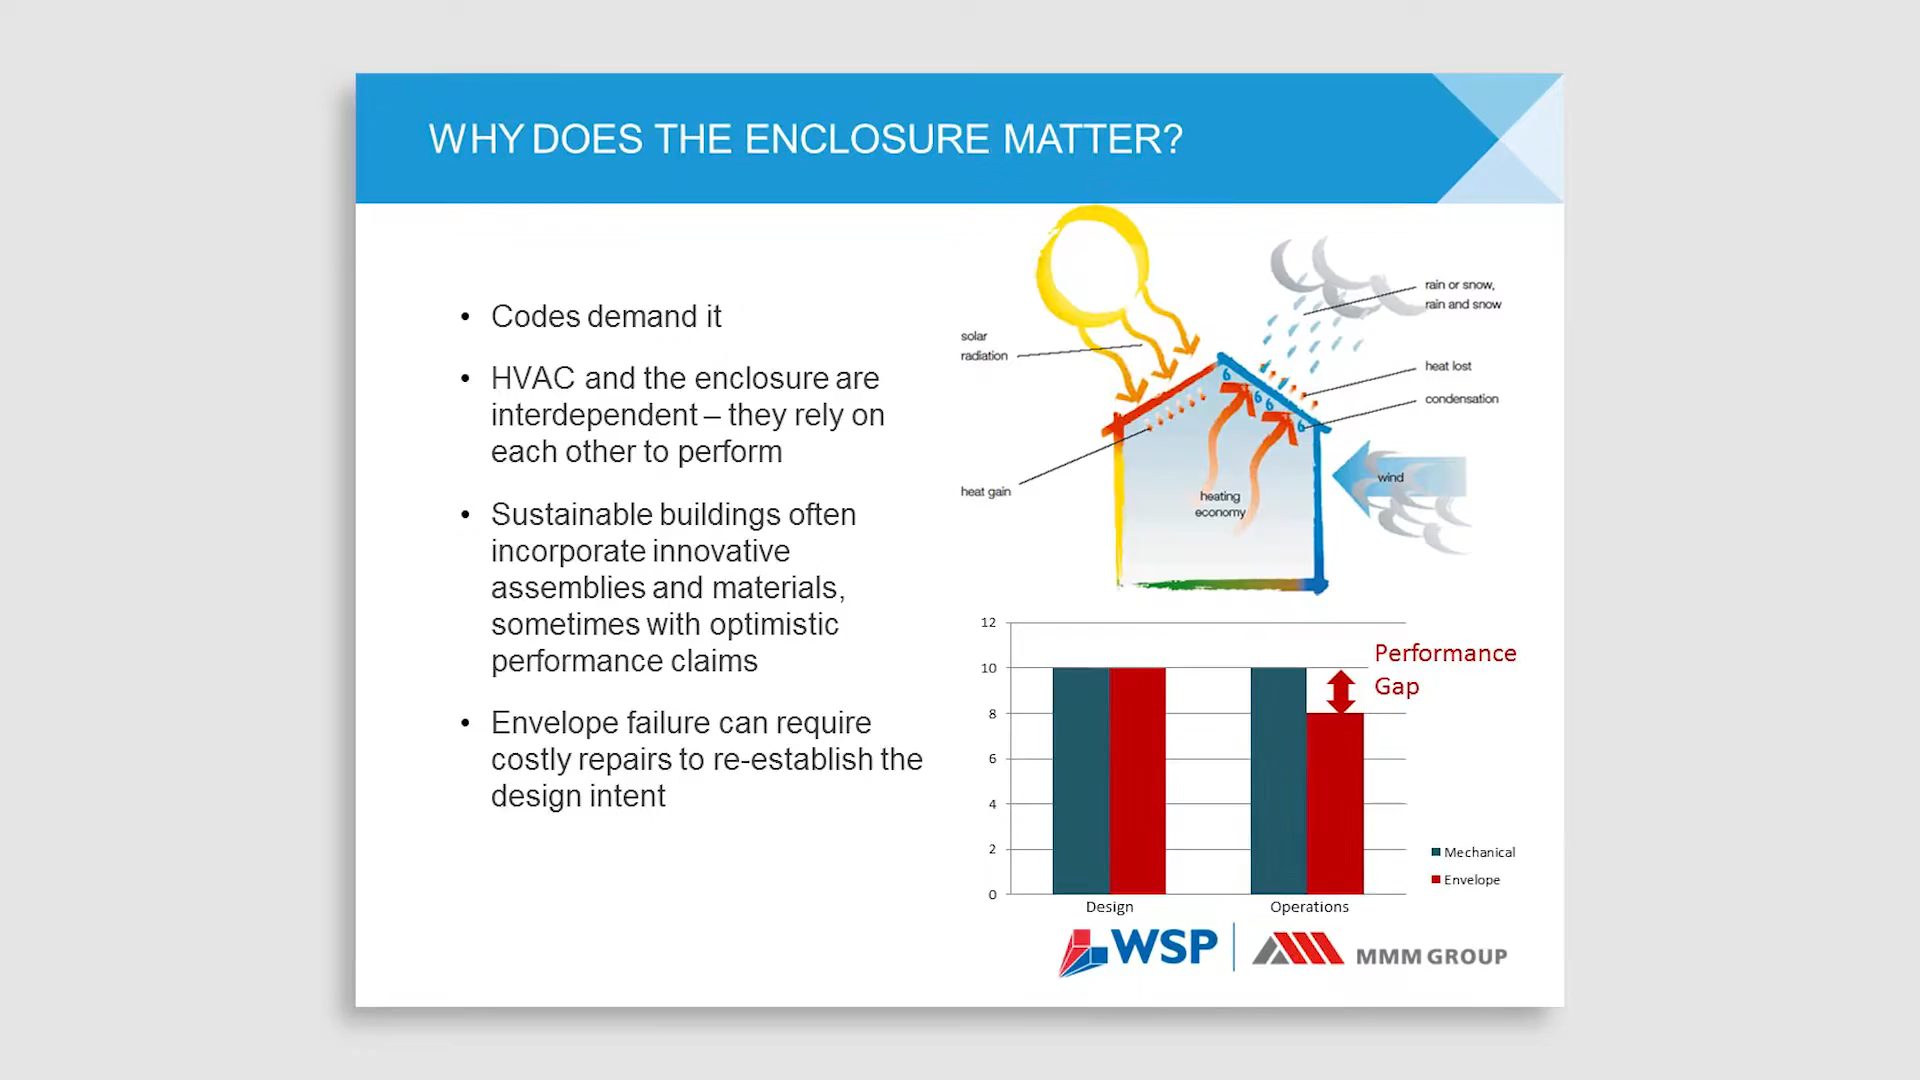 WHY DOES THE ENCLOSURE MATTER?
• Codes demand it
• HVAC and the enclosure are
interdependent – they rely on
each other to perform
• Sustainable buildings often
incorporate innovative
assemblies and materials,
sometimes with optimistic
performance claims
• Envelope failure can require
costly repairs to re-establish the
design intent
solar
radiation
rain or snow,
rain and snow
heat lost
condensation
heat gain
wind
heating
economy
12
10
8
6
4
2
0
Performance
Gap
Mechanical
Envelope
Design
Operations
WSP
MMM GROUP